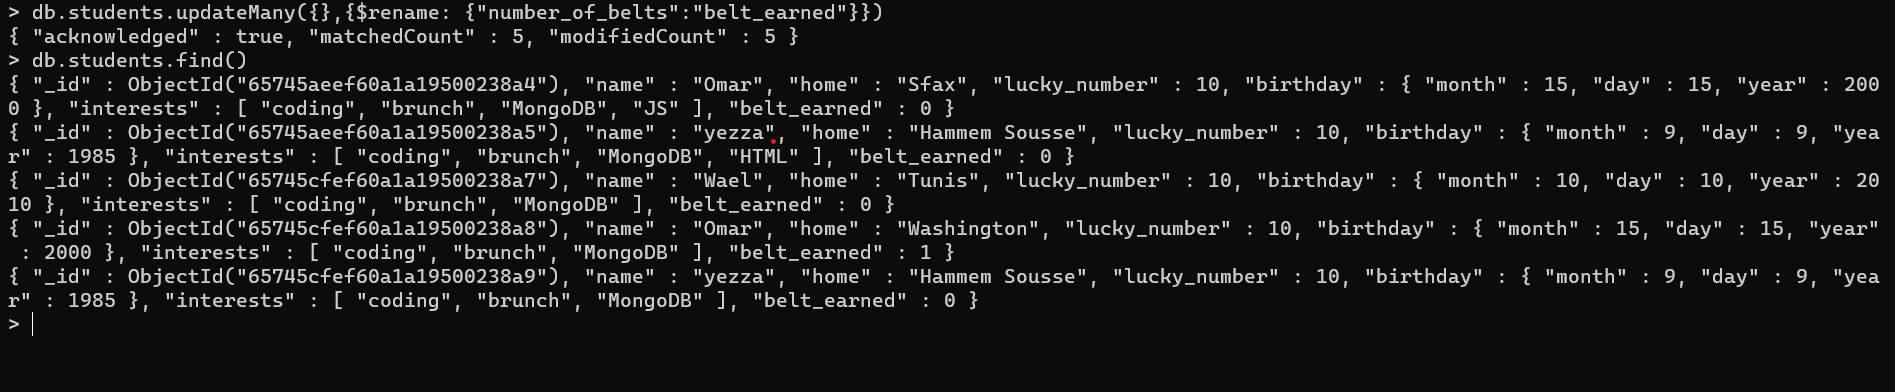 > db.students.updateMany({},{$rename: {"number_of_belts":"belt_earned"}})
{ "acknowledged" : true, "matchedCount" : 5, "modifiedCount" : 5 }
> db.students.find()
{ "_id" : ObjectId("65745aeef60a1a19500238a4"), "name" : "Omar", "home" : "Sfax", "lucky_number" : 10, "birthday" : { "month" : 15, "day" : 15, "year" : 200
0 }, "interests" : [ "coding", "brunch", "MongoDB", "JS" ], "belt_earned" : 0 }
{ "_id" : ObjectId("65745aeef60a1a19500238a5"), "name" : "yezza", "home" : "Hammem Sousse", "lucky_number" : 10, "birthday" : { "month" : 9, "day" : 9, "yea
r" : 1985 }, "interests" : [ "coding", "brunch", "MongoDB", "HTML" ], "belt_earned" : 0 }
{ "_id" : ObjectId("65745cfef60a1a19500238a7"), "name" : "Wael", "home" : "Tunis", "lucky_number" : 10, "birthday" : { "month" : 10, "day" : 10, "year" : 20
10 }, "interests" : [ "coding", "brunch", "MongoDB" ], "belt_earned" : 0 }
{ "_id" : ObjectId("65745cfef60a1a19500238a8"), "name" : "Omar", "home" : "Washington", "lucky_number" : 10, "birthday" : { "month" : 15, "day" : 15, "year"
 : 2000 }, "interests" : [ "coding", "brunch", "MongoDB" ], "belt_earned" : 1 }
{ "_id" : ObjectId("65745cfef60a1a19500238a9"), "name" : "yezza", "home" : "Hammem Sousse", "lucky_number" : 10, "birthday" : { "month" : 9, "day" : 9, "yea
r" : 1985 }, "interests" : [ "coding", "brunch", "MongoDB" ], "belt_earned" : 0 }
>